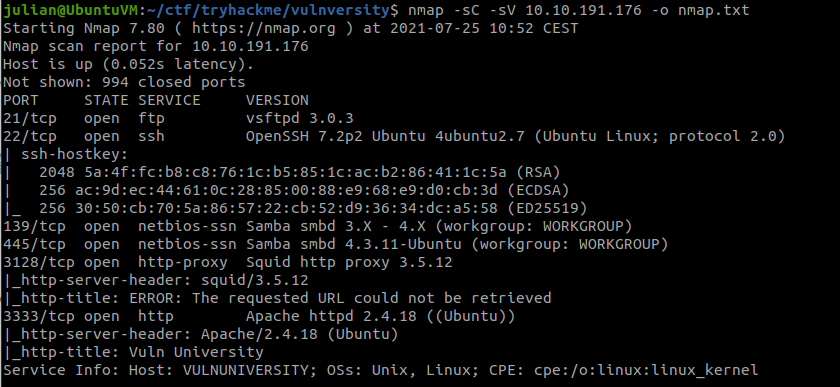 julian@UbuntuVM:~/ctf/tryhackme/vulnversity$ nmap -sC -sV 10.10.191.176 -o nmap.txt
Starting Nmap 7.80 ( https://nmap.org ) at 2021-07-25 10:52 CEST
Nmap scan report for 10.10.191.176
Host is up (0.052s latency).
Not shown: 994 closed ports
PORT     STATE SERVICE     VERSION
21/tcp   open  ftp         vsftpd 3.0.3
22/tcp   open  ssh         OpenSSH 7.2p2 Ubuntu 4ubuntu2.7 (Ubuntu Linux; protocol 2.0)
| ssh-hostkey:
|   2048 5a:4f:fc:b8:c8:76:1c:b5:85:1c:ac:b2:86:41:1c:5a (RSA)
|   256 ac:9d:ec:44:61:0c:28:85:00:88:e9:68:e9:d0:cb:3d (ECDSA)
|_  256 30:50:cb:70:5a:86:57:22:cb:52:d9:36:34:dc:a5:58 (ED25519)
139/tcp  open  netbios-ssn Samba smbd 3.X - 4.X (workgroup: WORKGROUP)
445/tcp  open  netbios-ssn Samba smbd 4.3.11-Ubuntu (workgroup: WORKGROUP)
3128/tcp open  http-proxy  Squid http proxy 3.5.12
|_http-server-header: squid/3.5.12
|_http-title: ERROR: The requested URL could not be retrieved
3333/tcp open  http        Apache httpd 2.4.18 ((Ubuntu))
|_http-server-header: Apache/2.4.18 (Ubuntu)
|_http-title: Vuln University
Service Info: Host: VULNUNIVERSITY; OSs: Unix, Linux; CPE: cpe:/o:linux:linux_kernel